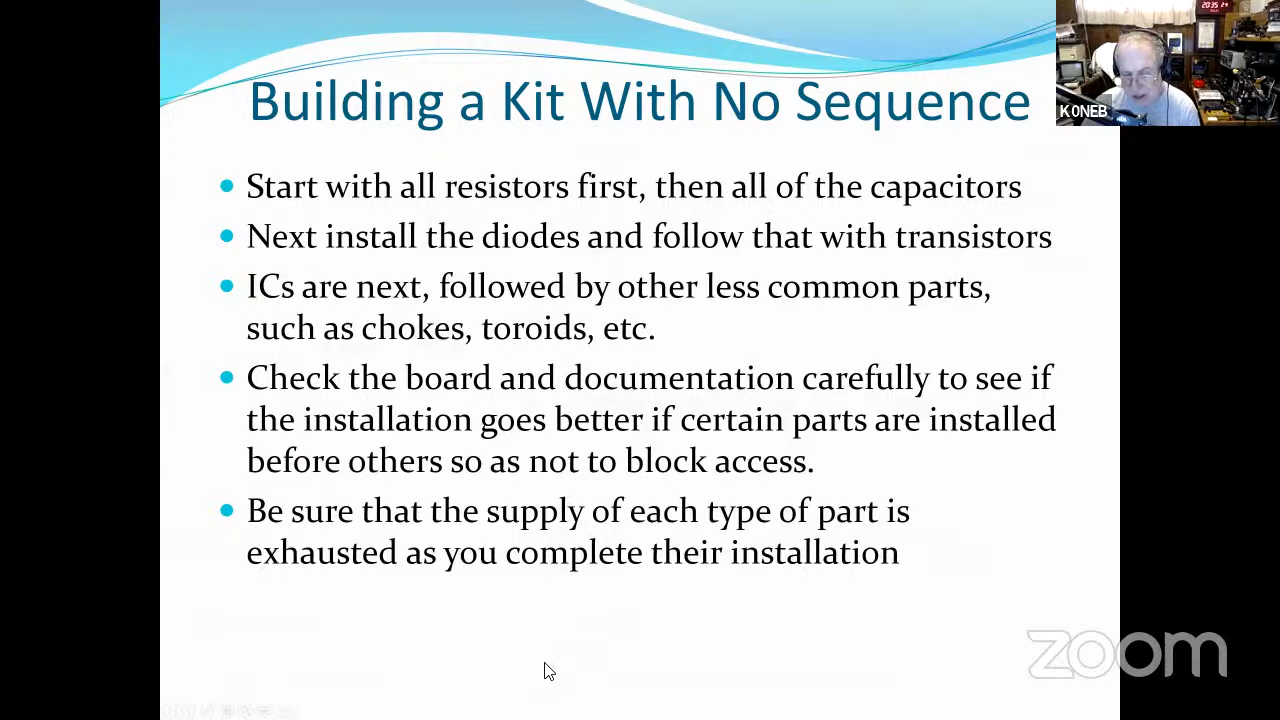 Building a Kit With No Sequence
20:35 29
K0NEB
Start with all resistors first, then all of the capacitors
Next install the diodes and follow that with transistors
ICs are next, followed by other less common parts,
such as chokes, toroids, etc.
Check the board and documentation carefully to see if
the installation goes better if certain parts are installed
before others so as not to block access.
Be sure that the supply of each type of part is
exhausted as you complete their installation
zoom